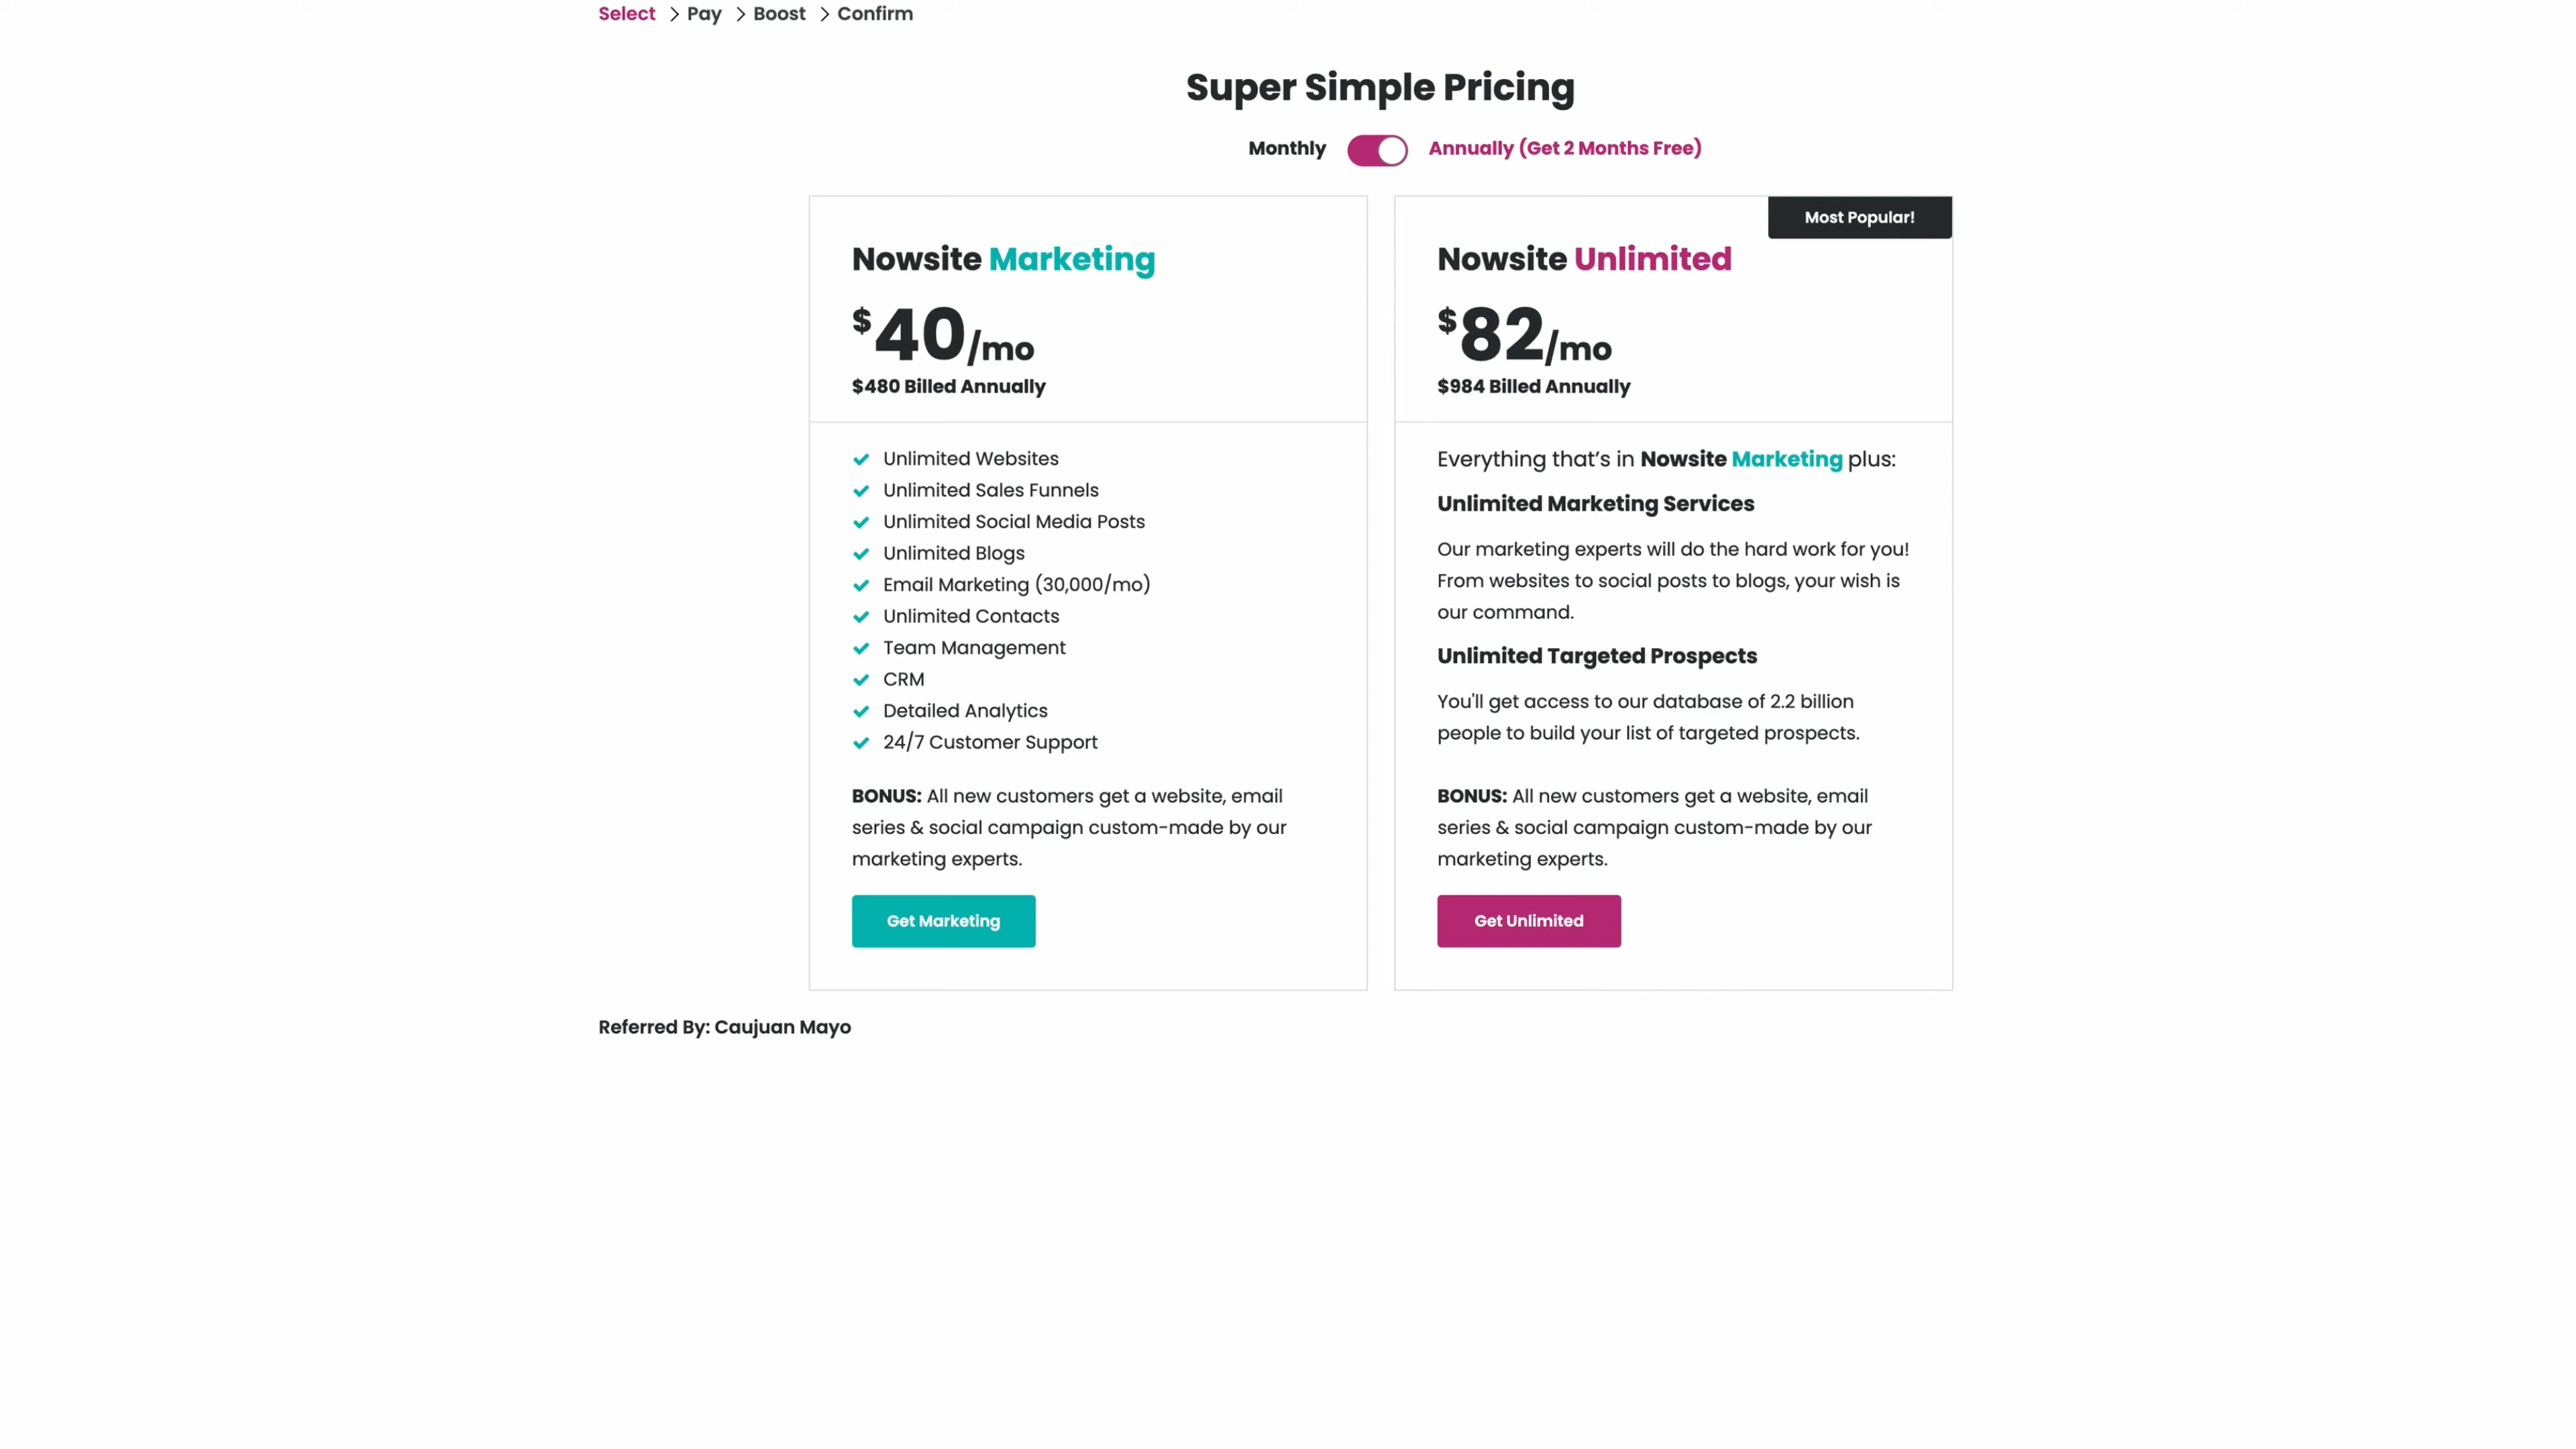 Select > Pay > Boost > Confirm
Super Simple Pricing
Monthly Annually (Get 2 Months Free)
Nowsite Marketing
$40/mo
$480 Billed Annually
Unlimited Websites
Unlimited Sales Funnels
Unlimited Social Media Posts
Unlimited Blogs
Email Marketing (30,000/mo)
Unlimited Contacts
Team Management
CRM
Detailed Analytics
24/7 Customer Support
BONUS: All new customers get a website, email
series & social campaign custom-made by our
marketing experts.
Get Marketing
Most Popular!
Nowsite Unlimited
$82/mo
$984 Billed Annually
Everything that's in Nowsite Marketing plus:
Unlimited Marketing Services
Our marketing experts will do the hard work for you!
From websites to social posts to blogs, your wish is
our command.
Unlimited Targeted Prospects
You'll get access to our database of 2.2 billion
people to build your list of targeted prospects.
BONUS: All new customers get a website, email
series & social campaign custom-made by our
marketing experts.
Get Unlimited
Referred By: Caujuan Mayo